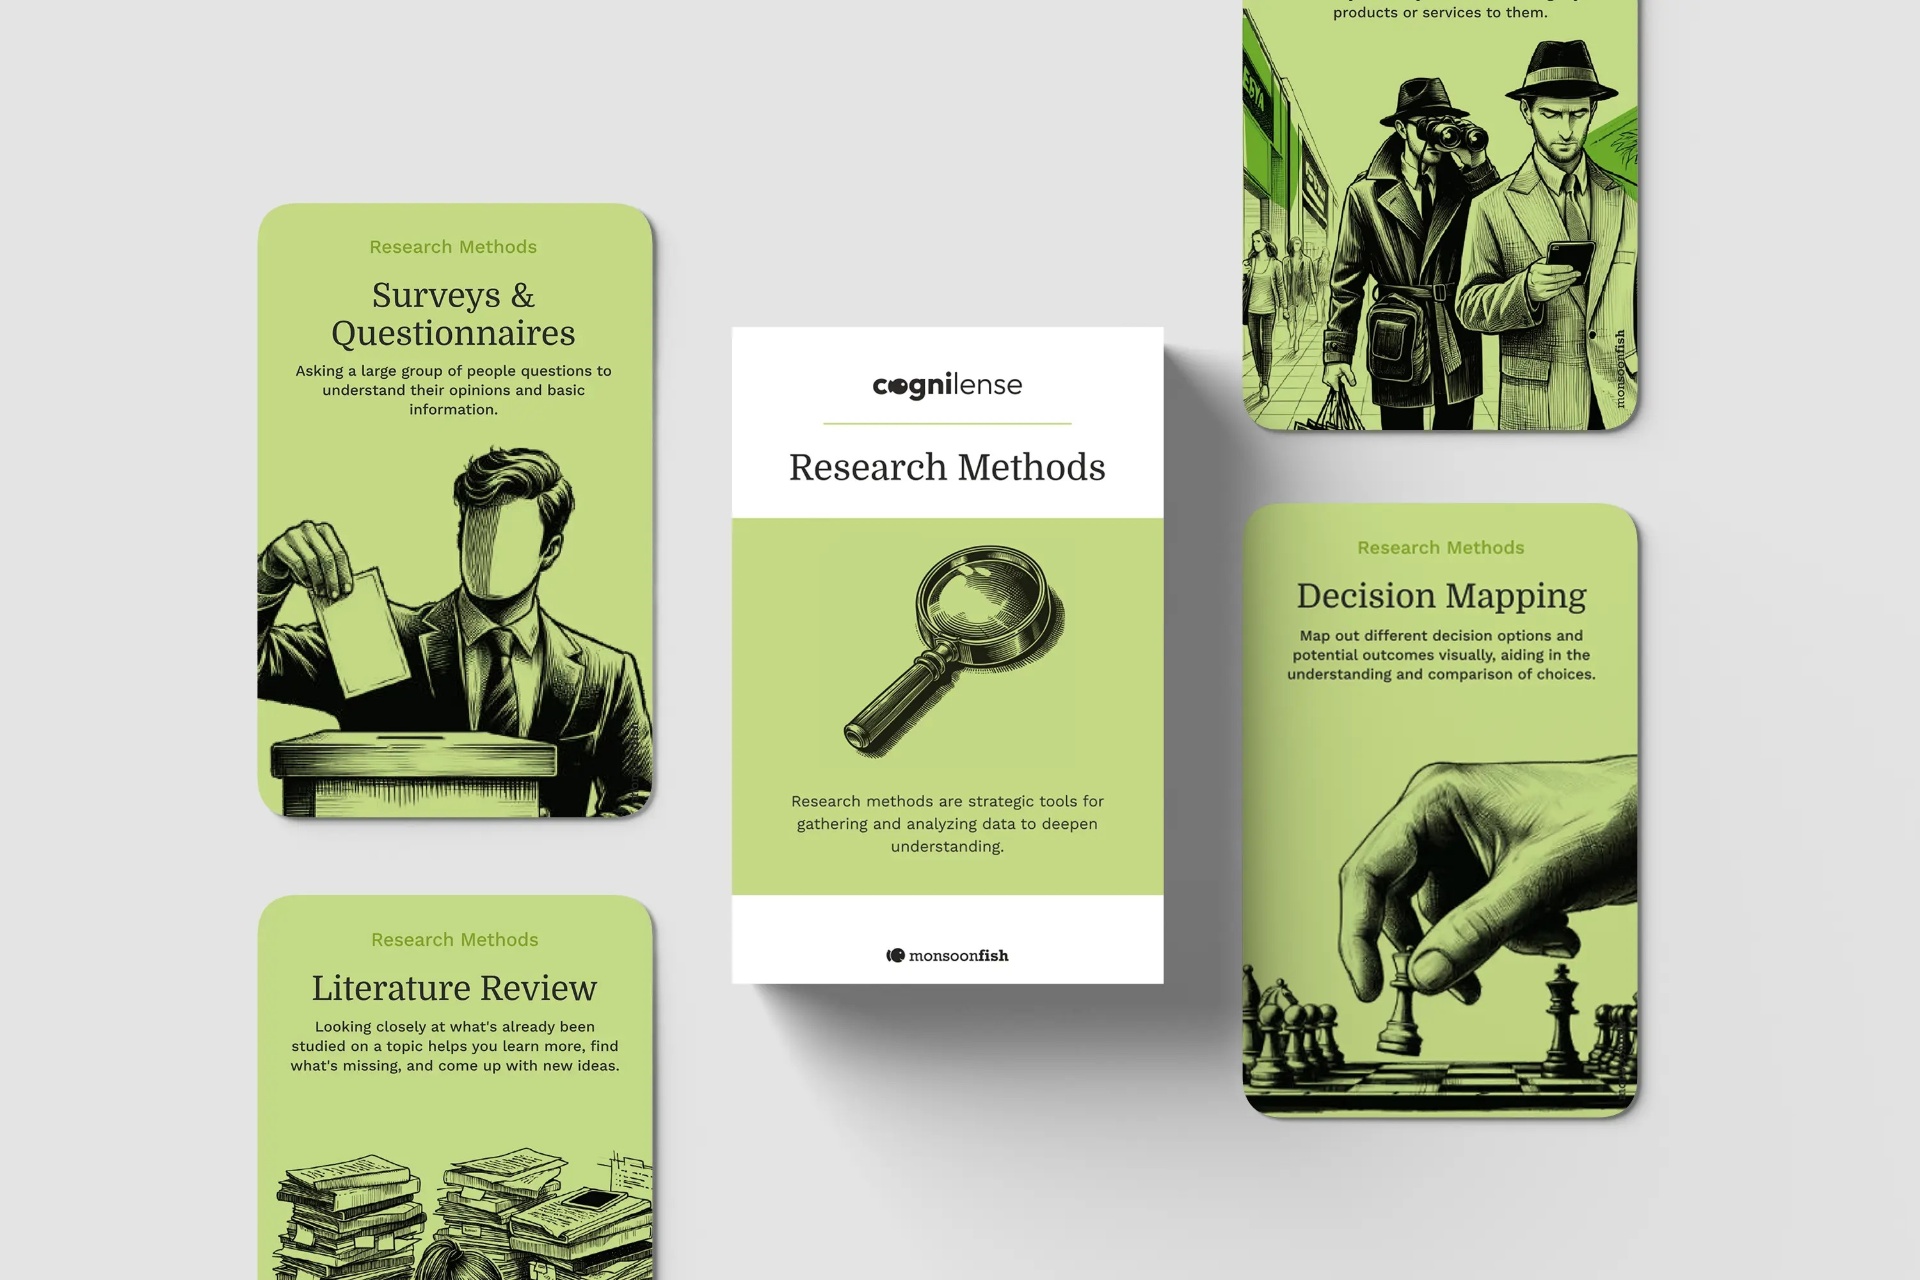 products or services to them.
monsoonfish
Research Methods
Surveys &
Questionnaires
Asking a large group of people questions to
understand their opinions and basic
information.
cognilense
Research Methods
Research methods are strategic tools for
gathering and analyzing data to deepen
understanding.
monsoonfish
Research Methods
Decision Mapping
Map out different decision options and
potential outcomes visually, aiding in the
understanding and comparison of choices.
Research Methods
Literature Review
Looking closely at what's already been
studied on a topic helps you learn more, find
what's missing, and come up with new ideas.